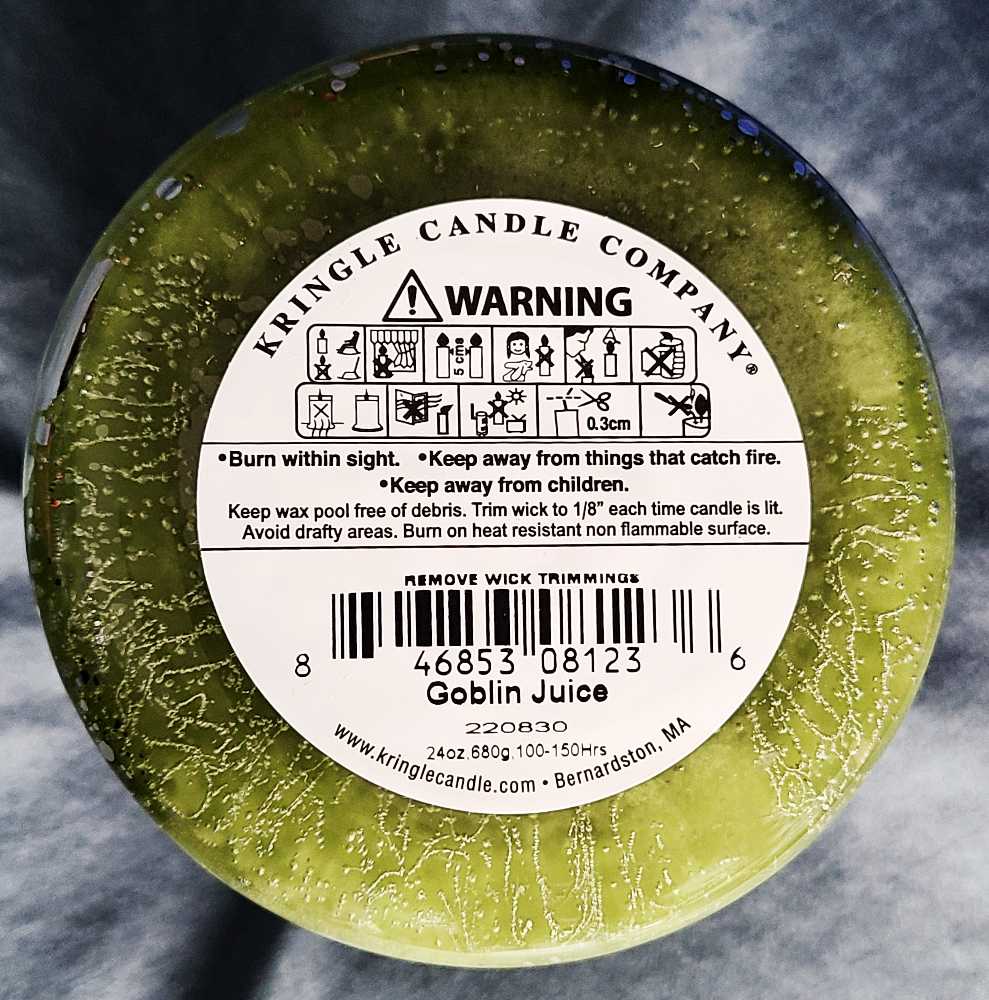 KRINGLE CANDLE COMPANY®
WARNING
5 cms
0.3cm
•Burn within sight. •Keep away from things that catch fire.
•Keep away from children.
Keep wax pool free of debris. Trim wick to 1/8” each time candle is lit.
Avoid drafty areas. Burn on heat resistant non flammable surface.
REMOVE WICK TRIMMINGS
8 46853 08123 6
Goblin Juice
220830
24oz,680g,100-150Hrs
www.kringlecandle.com • Bernardston, MA